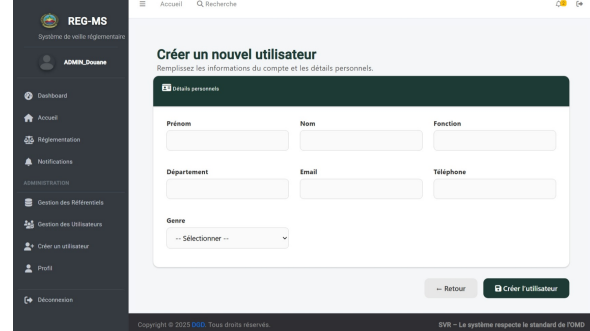 REG-MS
Système de veille réglementaire
ADMIN_Douane
Dashboard
Accueil
Réglementation
Notifications
ADMINISTRATION
Gestion des Référentiels
Gestion des Utilisateurs
Créer un utilisateur
Profil
Déconnexion
Accueil Recherche
Créer un nouvel utilisateur
Remplissez les informations du compte et les détails personnels.
Détails personnels
Prénom Nom Fonction
Département Email Téléphone
Genre
-- Sélectionner --
← Retour Créer l'utilisateur
Copyright © 2025 DGD. Tous droits réservés. SVR – Le système respecte le standard de l'OMD